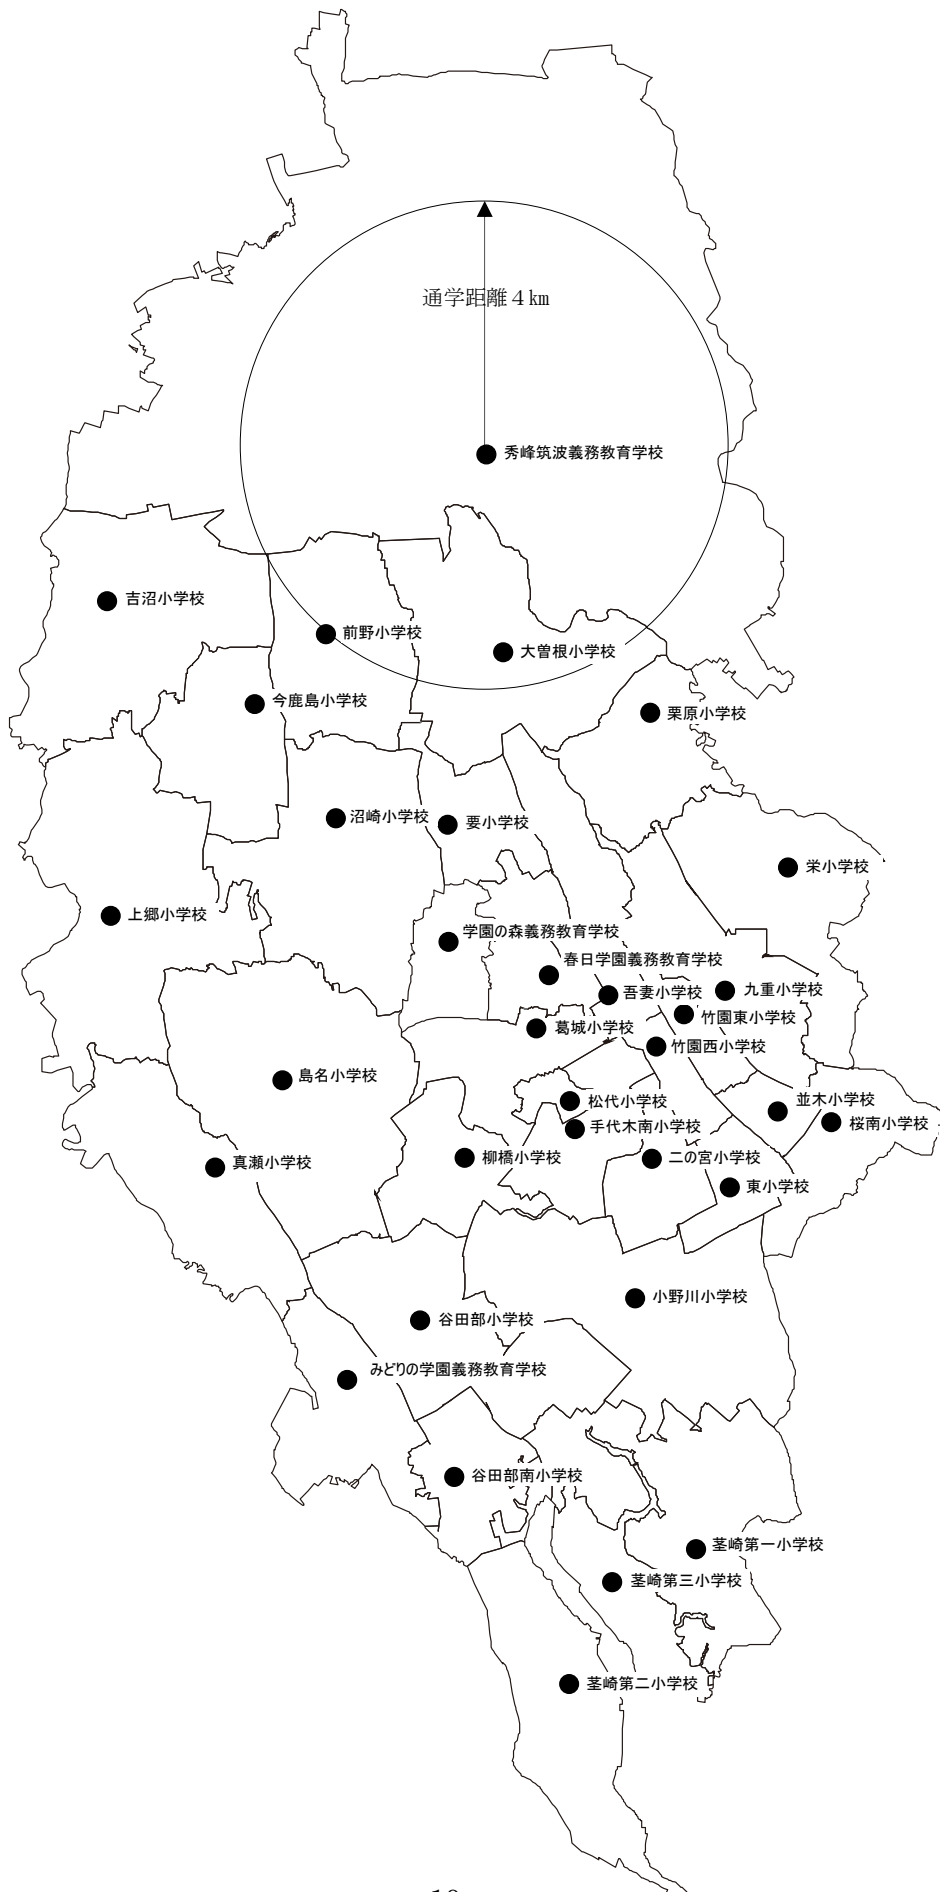 通学距離４㎞
秀峰筑波義務教育学校
吉沼小学校
前野小学校
大曽根小学校
今鹿島小学校
栗原小学校
沼崎小学校
要小学校
栄小学校
上郷小学校
学園の森義務教育学校
春日学園義務教育学校
吾妻小学校
九重小学校
竹園東小学校
葛城小学校
竹園西小学校
島名小学校
松代小学校
並木小学校
桜南小学校
手代木南小学校
柳橋小学校
二の宮小学校
真瀬小学校
東小学校
小野川小学校
谷田部小学校
みどりの学園義務教育学校
谷田部南小学校
茎崎第一小学校
茎崎第三小学校
茎崎第二小学校